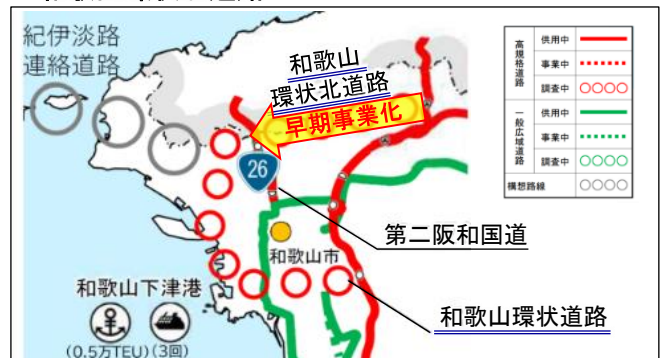 紀伊淡路
連絡道路
和歌山
環状北道路
早期事業化
26
第二阪和国道
和歌山市
和歌山下津港
(0.5万TEU)(3回)
和歌山環状道路
高規格道路
供用中
事業中
調査中 〇〇〇〇
一般広域道路
供用中
事業中
調査中 〇〇〇〇
構想路線 〇〇〇〇